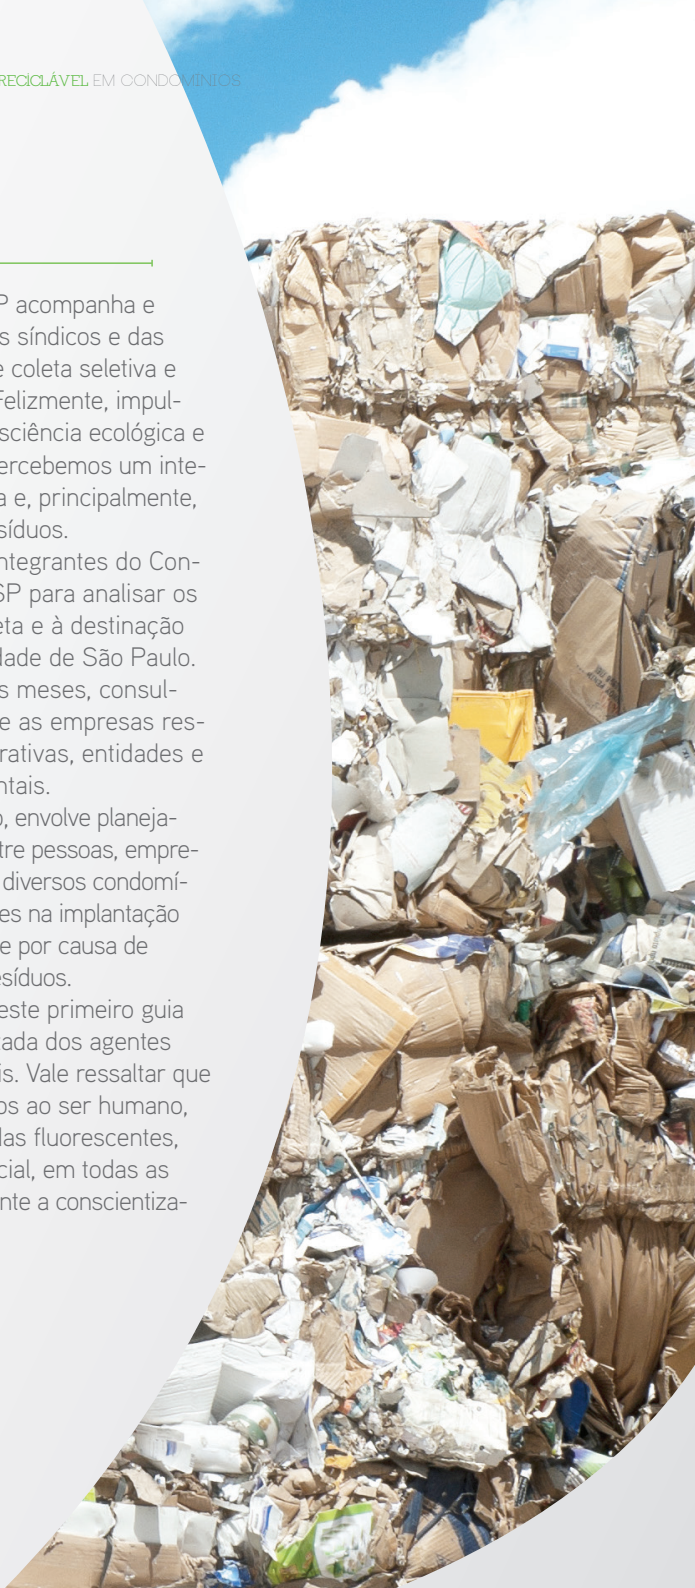 RECICLÁVEL EM CONDOMÍNIOS
P acompanha e
s síndicos e das
e coleta seletiva e
Felizmente, impul-
sciência ecológica e
ercebemos um inte-
a e, principalmente,
síduos.
ntegrantes do Con-
SP para analisar os
eta e à destinação
dade de São Paulo.
s meses, consul-
e as empresas res-
rativas, entidades e
ntais.
o, envolve planeja-
tre pessoas, empre-
diversos condomí-
es na implantação
e por causa de
esíduos.
este primeiro guia
tada dos agentes
is. Vale ressaltar que
os ao ser humano,
das fluorescentes,
cial, em todas as
nte a conscientiza-